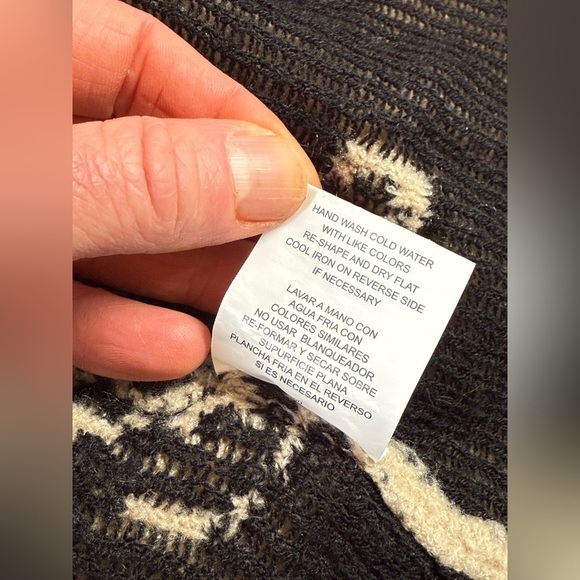 HAND WASH COLD WATER
WITH LIKE COLORS
RE-SHAPE AND DRY FLAT
COOL IRON ON REVERSE SIDE
IF NECESSARY
LAVAR A MANO CON
AGUA FRIA CON
COLORES SIMILARES
NO USAR BLANQUEADOR
RE-FORMAR Y SECAR SOBRE
SUPURFICIE PLANA
PLANCHA FRIA EN EL REVERSO
SI ES NECESARIO